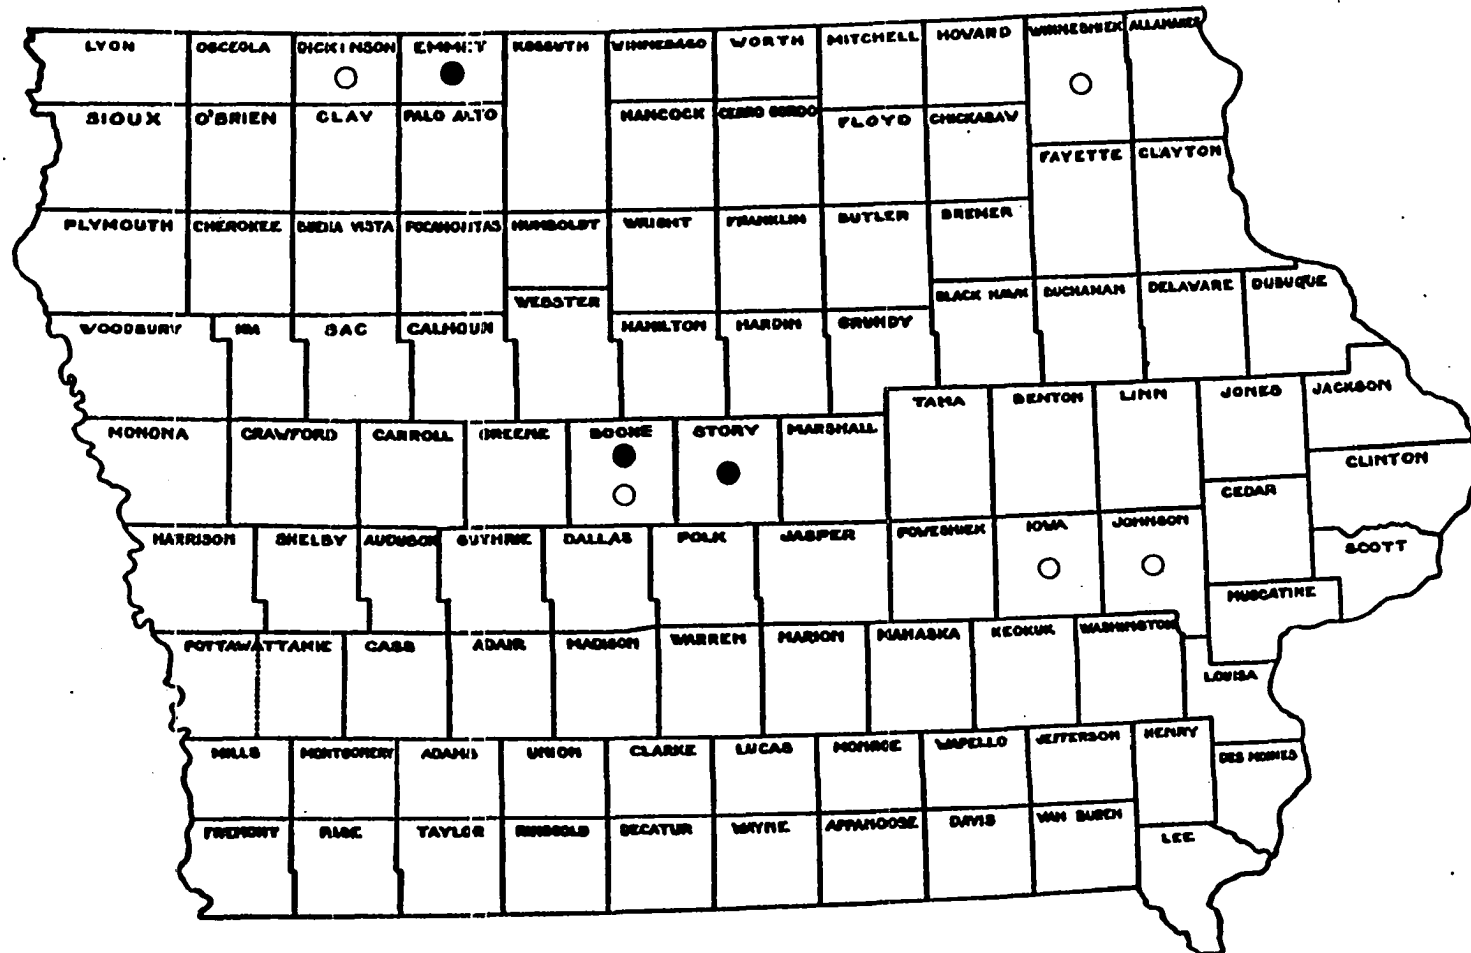 LYON OSCEOLA DICKINSON EMMET KOSSUTH WINNEBAGO WORTH MITCHELL HOWARD WINNESHIEK ALLAMAKEE
SIOUX O'BRIEN CLAY PALO ALTO HANCOCK CERRO GORDO FLOYD CHICKASAW
FAYETTE CLAYTON
PLYMOUTH CHEROKEE BUENA VISTA POCAHONTAS HUMBOLDT WRIGHT FRANKLIN BUTLER BREMER
WOODBURY IDA SAC CALHOUN WEBSTER HAMILTON HARDIN GRUNDY BLACK HAWK BUCHANAN DELAWARE DUBUQUE
MONONA CRAWFORD CARROLL GREENE BOONE STORY MARSHALL TAMA BENTON LINN JONES JACKSON
CLINTON
CEDAR
HARRISON SHELBY AUDUBON GUTHRIE DALLAS POLK JASPER POWESHIEK IOWA JOHNSON SCOTT
MUSCATINE
POTTAWATTAMIE CASS ADAIR MADISON WARREN MARION MAHASKA KEOKUK WASHINGTON
LOUISA
MILLS MONTGOMERY ADAMS UNION CLARKE LUCAS MONROE WAPELLO JEFFERSON HENRY DES MOINES
FREMONT PAGE TAYLOR RINGGOLD DECATUR WAYNE APPANOOSE DAVIS VAN BUREN LEE